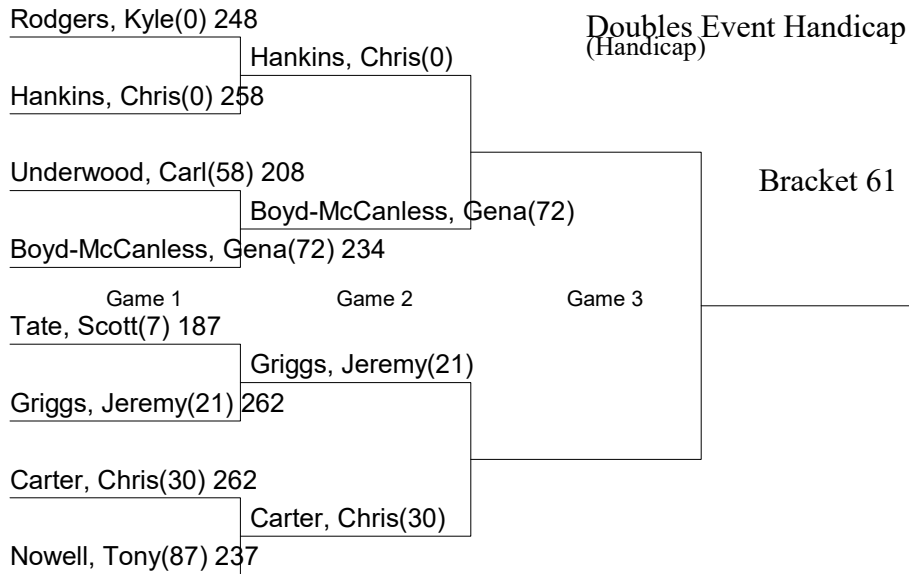 Rodgers, Kyle(0) 248
Doubles Event Handicap
(Handicap)
Hankins, Chris(0)
Hankins, Chris(0) 258
Underwood, Carl(58) 208
Bracket 61
Boyd-McCanless, Gena(72)
Boyd-McCanless, Gena(72) 234
Game 1
Game 2
Game 3
Tate, Scott(7) 187
Griggs, Jeremy(21)
Griggs, Jeremy(21) 262
Carter, Chris(30) 262
Carter, Chris(30)
Nowell, Tony(87) 237